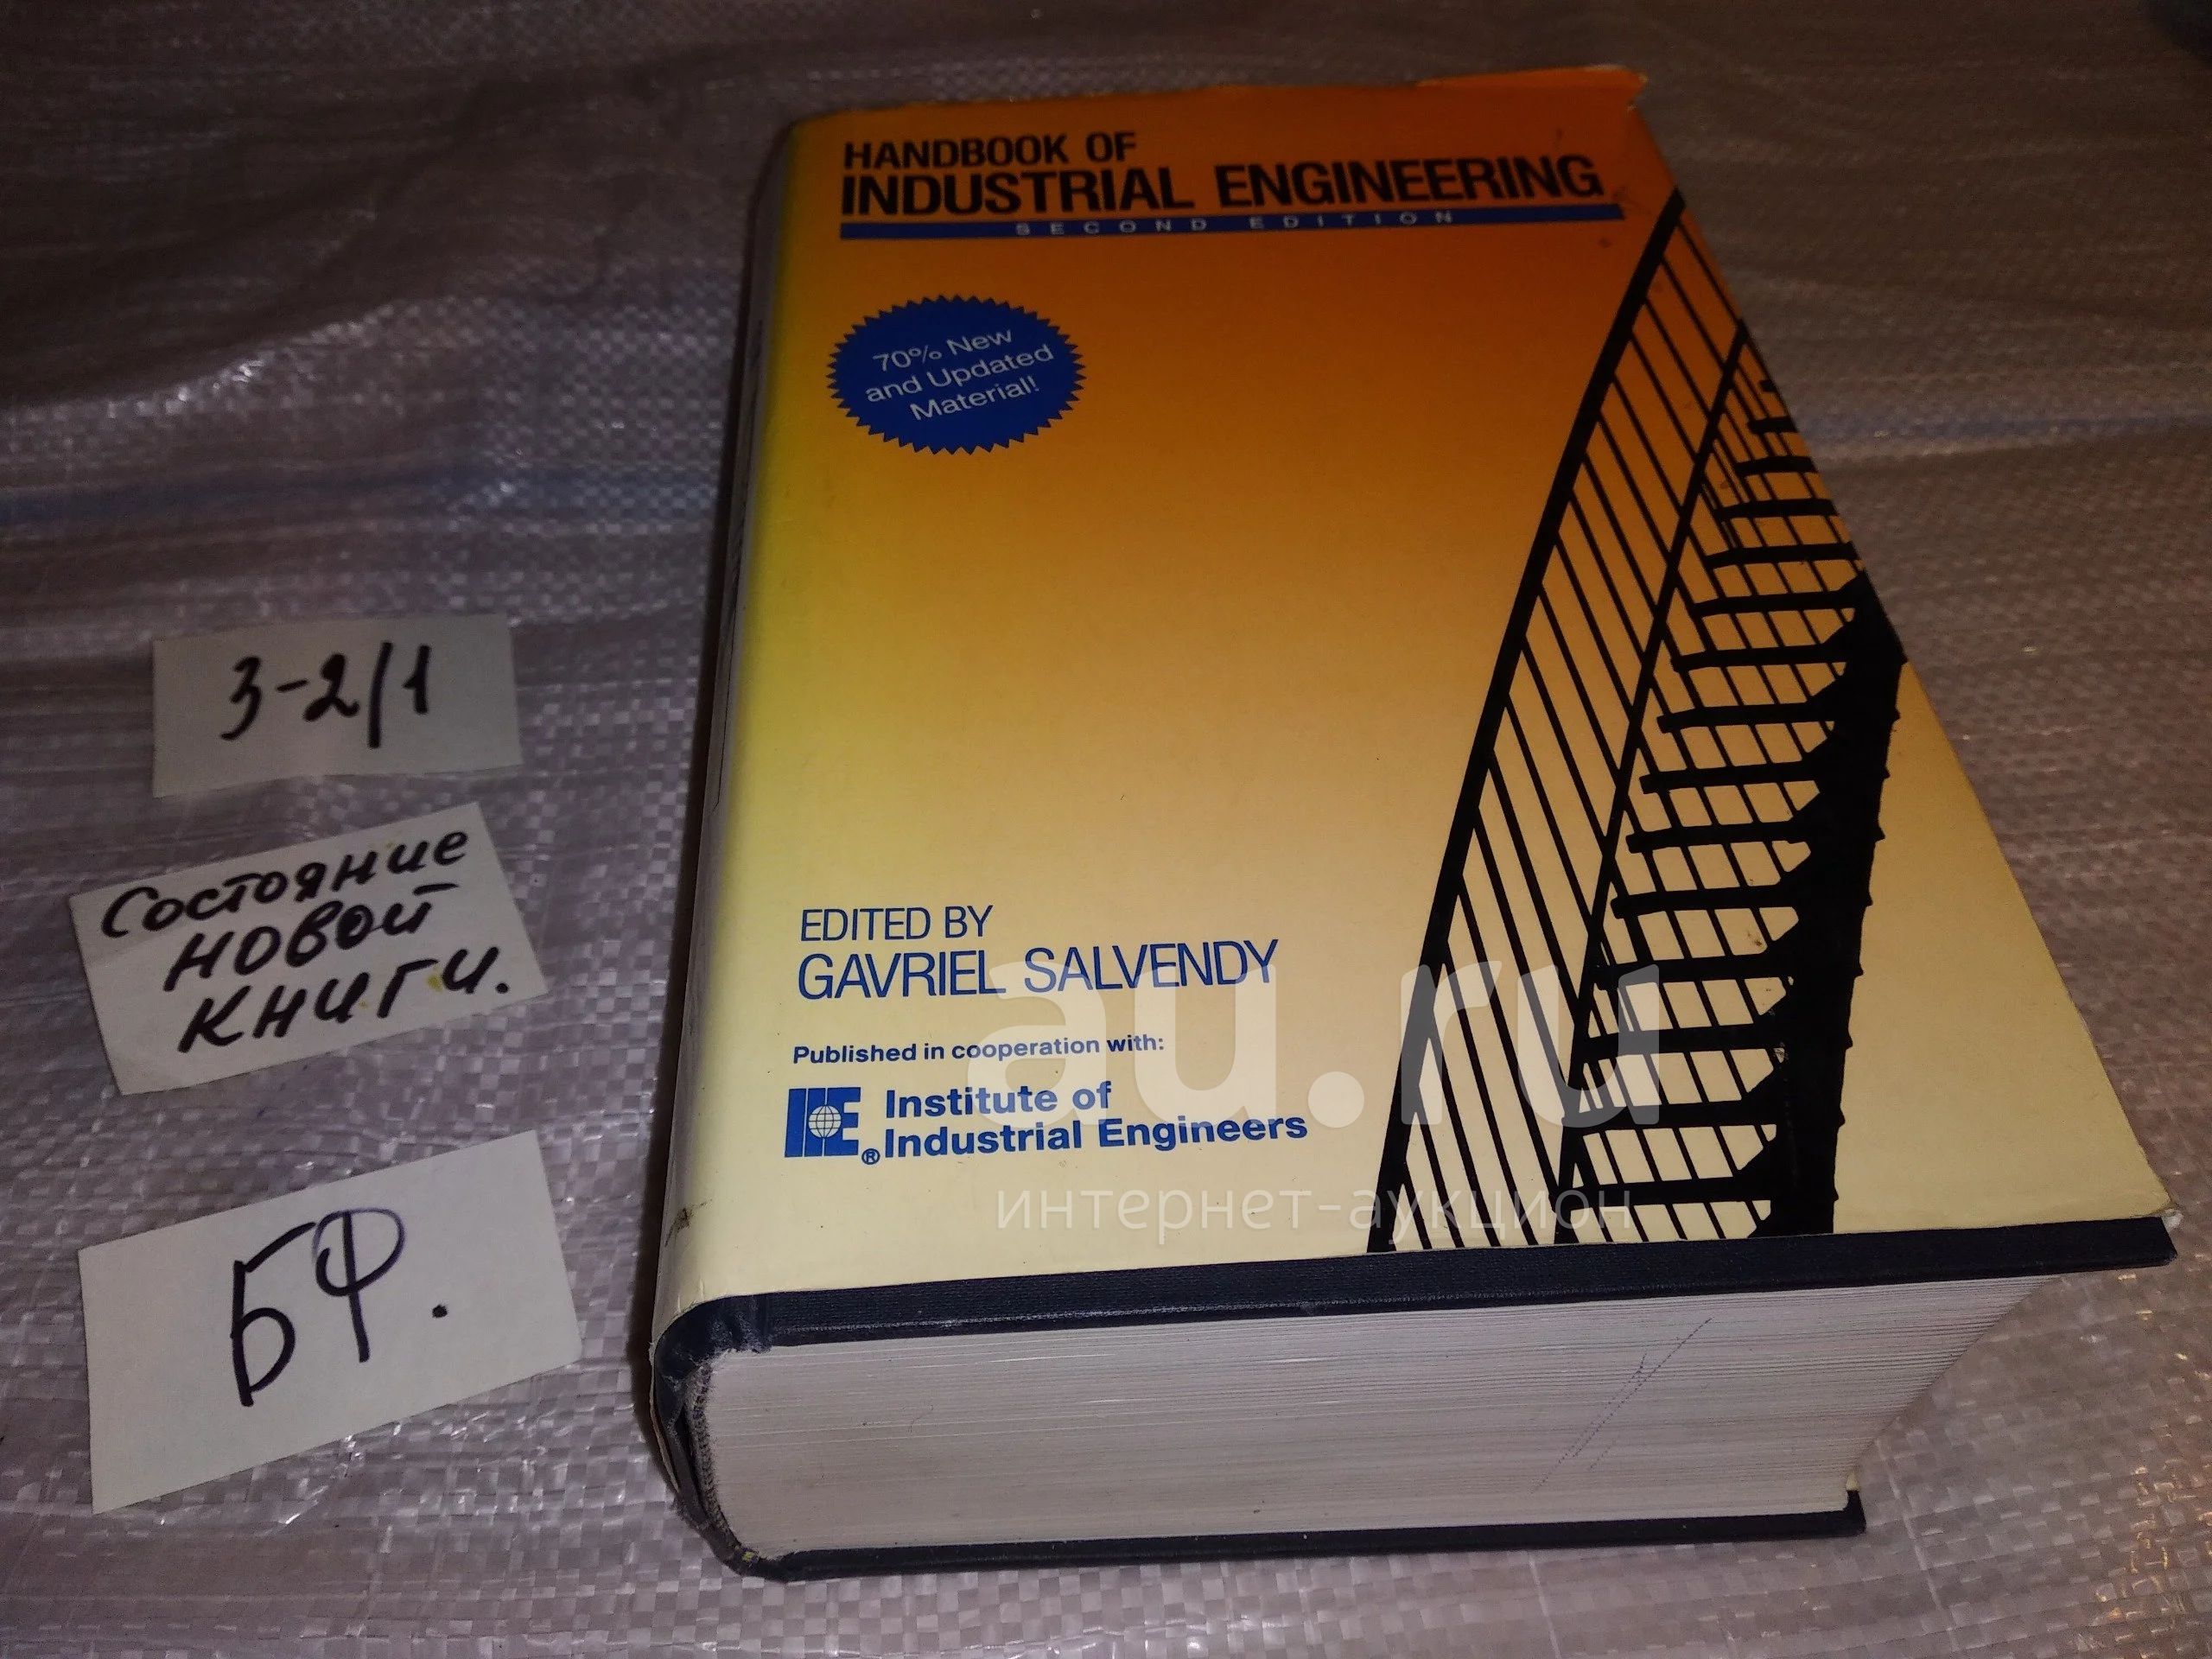 HANDBOOK OF
INDUSTRIAL ENGINEERING
SECOND EDITION
70% New
and Updated
Material!
EDITED BY
GAVRIEL SALVENDY
Published in cooperation with:
IIE® Institute of
Industrial Engineers
3-2/1
Состояние
новой
книги.
БФ.
au.ru
интернет-аукцион